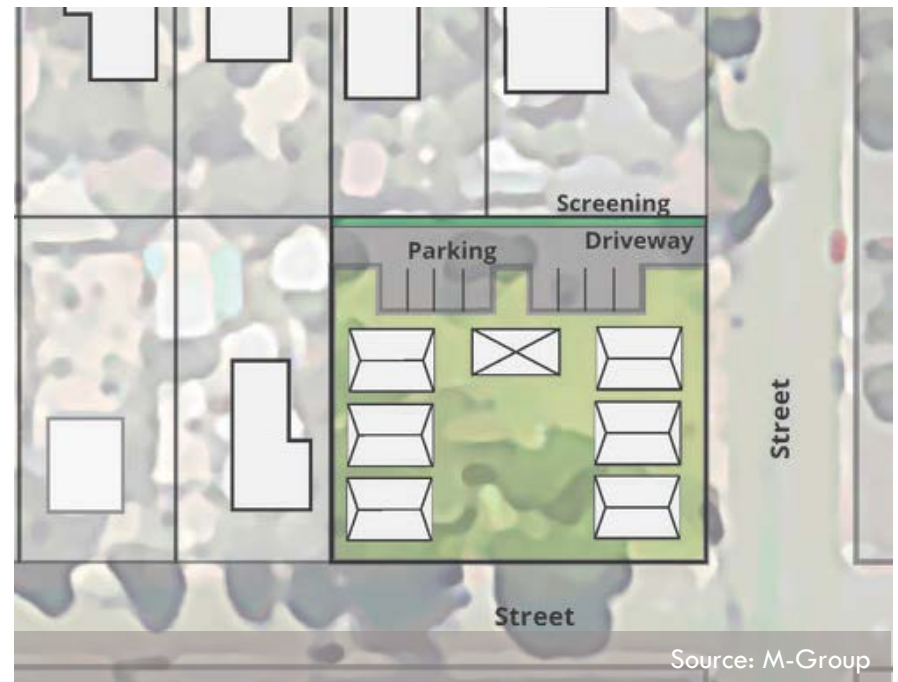 Screening
Driveway
Parking
Street
Street
Source: M-Group